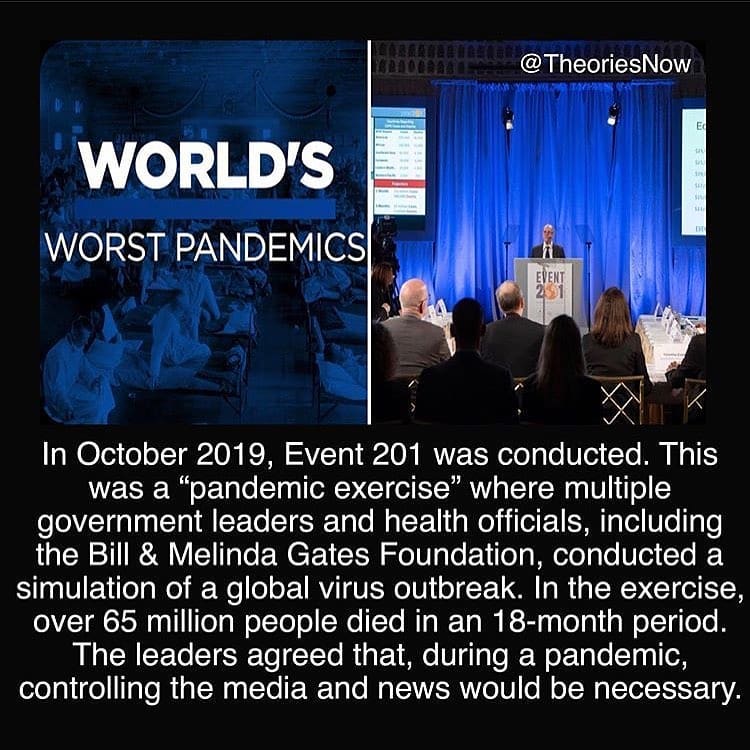 @TheoriesNow
WORLD'S
WORST PANDEMICS
EVENT
201
In October 2019, Event 201 was conducted. This
was a “pandemic exercise” where multiple
government leaders and health officials, including
the Bill & Melinda Gates Foundation, conducted a
simulation of a global virus outbreak. In the exercise,
over 65 million people died in an 18-month period.
The leaders agreed that, during a pandemic,
controlling the media and news would be necessary.